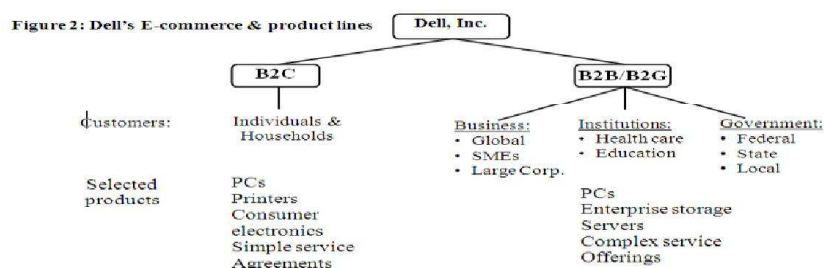 Figure 2: Dell's E-commerce & product lines
Dell, Inc.
B2C
B2B/B2G
Customers:
Individuals &
Households
Business:
• Global
• SMEs
• Large Corp.
Institutions:
• Health care
• Education
Government:
• Federal
• State
• Local
Selected
products
PCs
Printers
Consumer
electronics
Simple service
Agreements
PCs
Enterprise storage
Servers
Complex service
Offerings